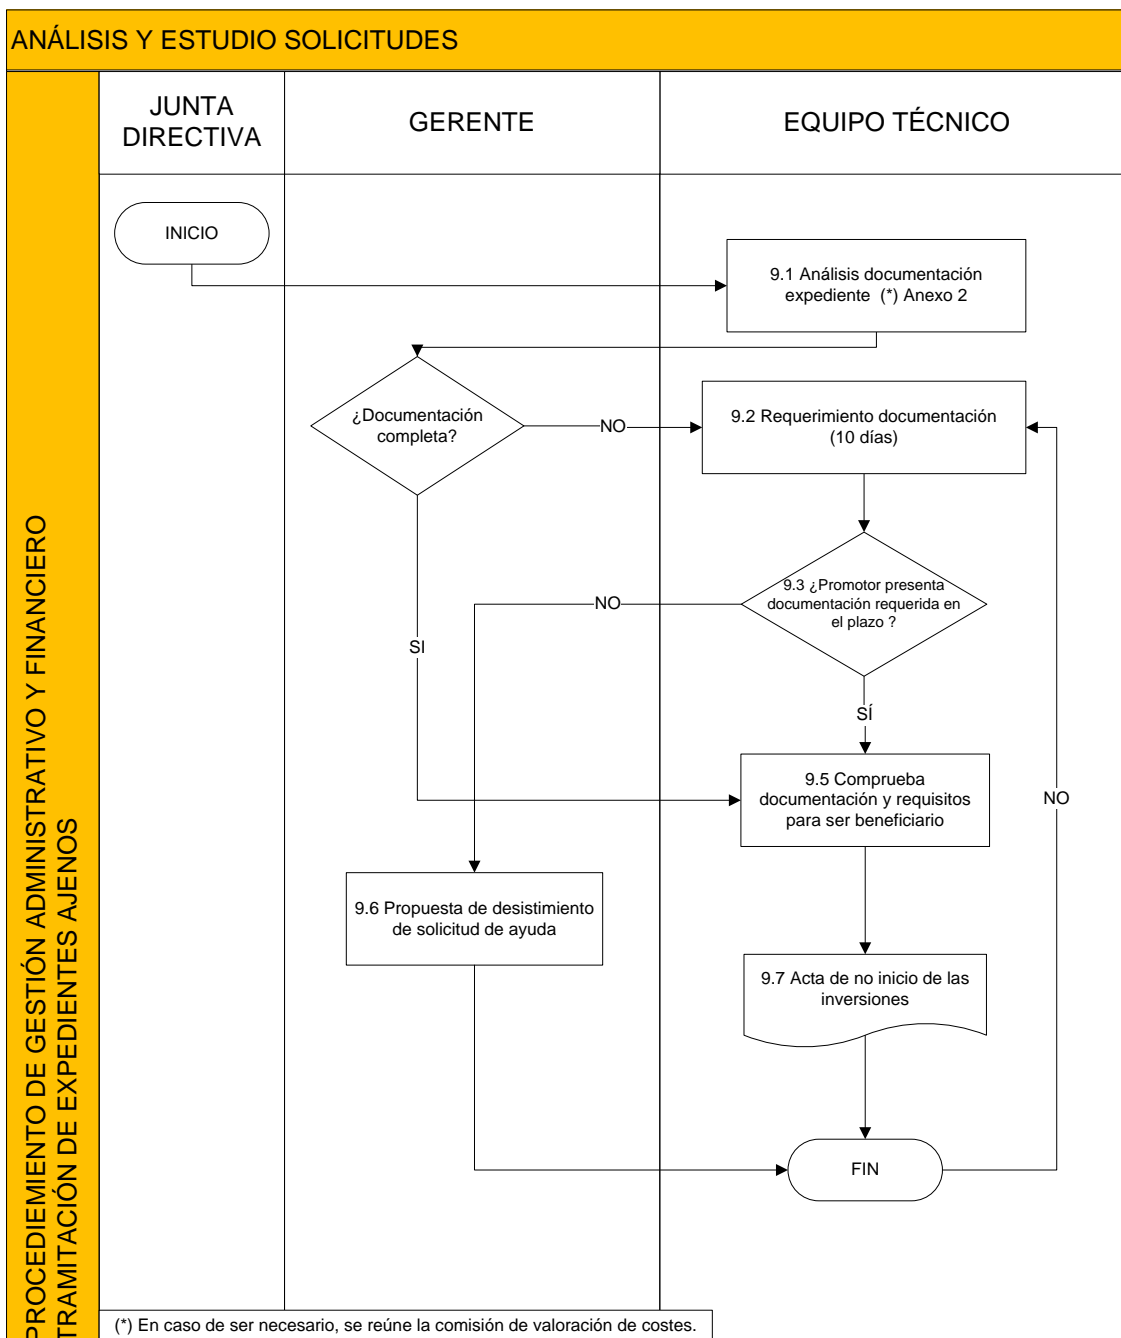 ANÁLISIS Y ESTUDIO SOLICITUDES
PROCEDIEMIENTO DE GESTIÓN ADMINISTRATIVO Y FINANCIERO
TRAMITACIÓN DE EXPEDIENTES AJENOS
JUNTA
DIRECTIVA
GERENTE
EQUIPO TÉCNICO
INICIO
9.1 Análisis documentación
expediente (*) Anexo 2
¿Documentación
completa?
NO
9.2 Requerimiento documentación
(10 días)
9.3 ¿Promotor presenta
documentación requerida en
el plazo ?
NO
SI
SÍ
9.5 Comprueba
documentación y requisitos
para ser beneficiario
NO
9.6 Propuesta de desistimiento
de solicitud de ayuda
9.7 Acta de no inicio de las
inversiones
FIN
(*) En caso de ser necesario, se reúne la comisión de valoración de costes.